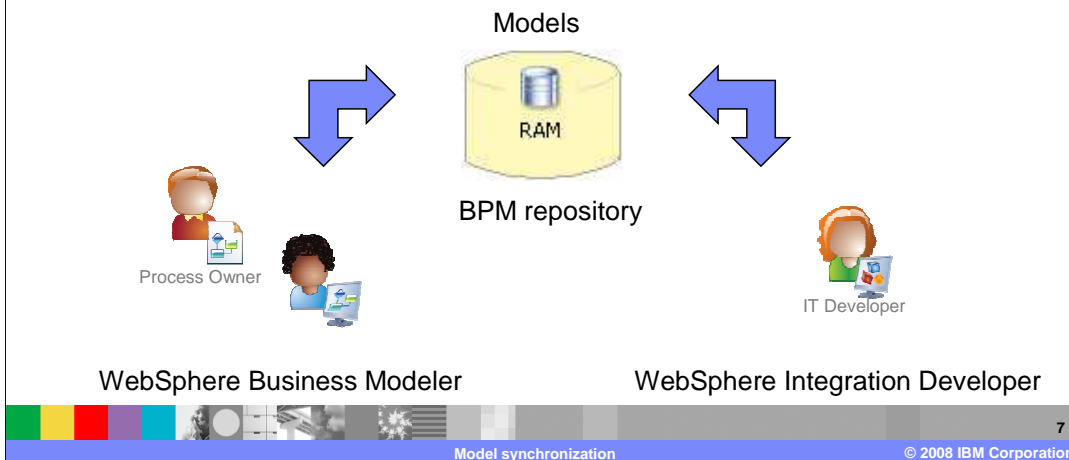 Models
RAM
BPM repository
Process Owner
IT Developer
WebSphere Business Modeler
WebSphere Integration Developer
7
Model synchronization
© 2008 IBM Corporation